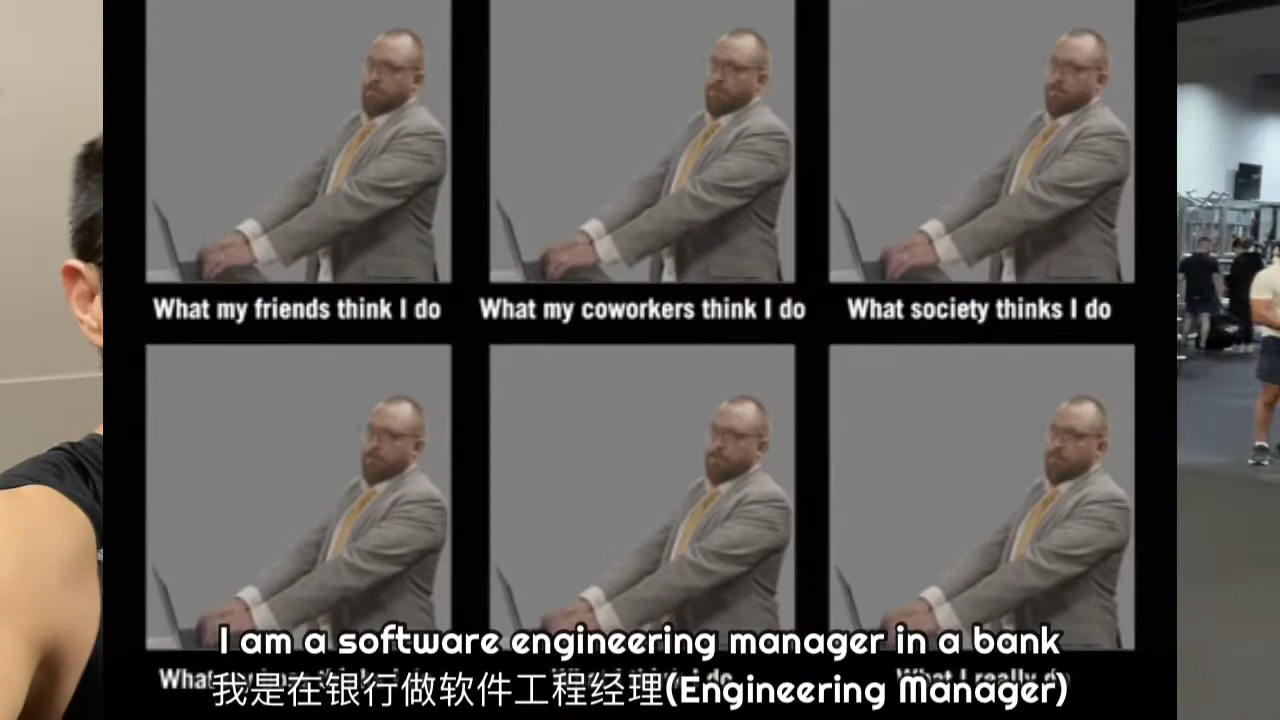 What my friends think I do
What my coworkers think I do
What society thinks I do
I am a software engineering manager in a bank
What
我是在银行做软件工程经理(Engineering Manager)